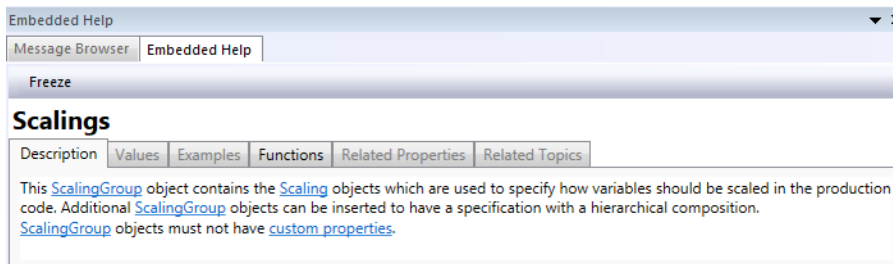 Embedded Help
Message Browser Embedded Help
Freeze
Scalings
Description Values Examples Functions Related Properties Related Topics
This ScalingGroup object contains the Scaling objects which are used to specify how variables should be scaled in the production
code. Additional ScalingGroup objects can be inserted to have a specification with a hierarchical composition.
ScalingGroup objects must not have custom properties.